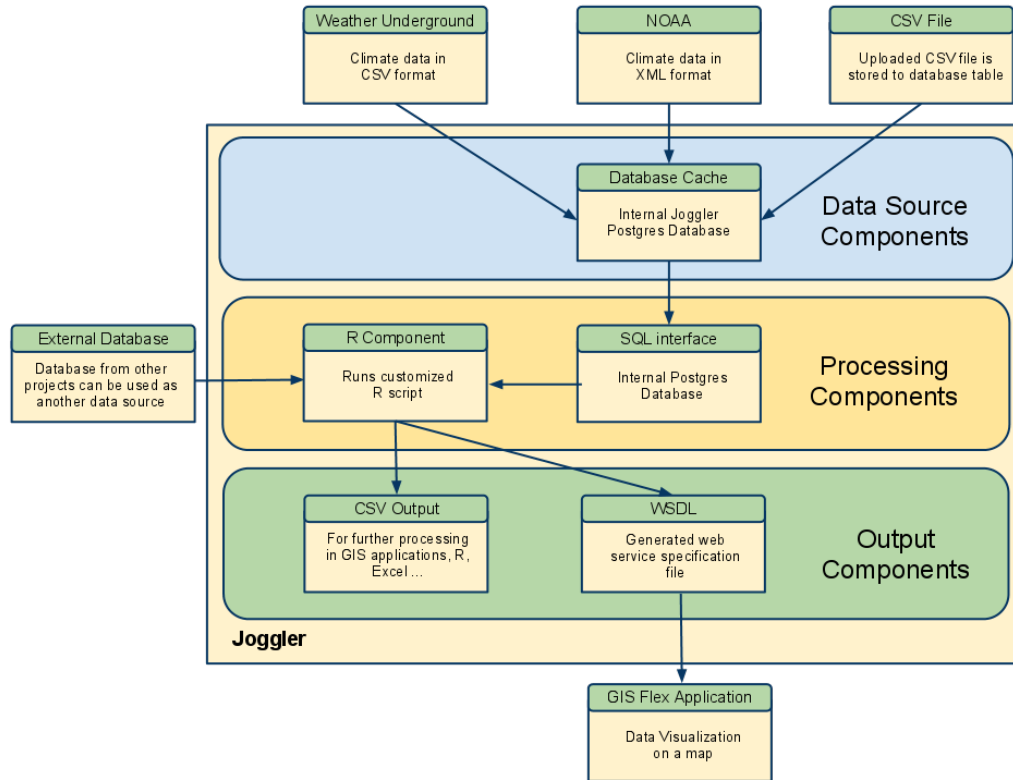 Weather Underground
Climate data in
CSV format
NOAA
Climate data in
XML format
CSV File
Uploaded CSV file is
stored to database table
Database Cache
Internal Joggler
Postgres Database
Data Source
Components
External Database
Database from other
projects can be used as
another data source
R Component
Runs customized
R script
SQL interface
Internal Postgres
Database
Processing
Components
CSV Output
For further processing
in GIS applications, R,
Excel ...
WSDL
Generated web
service specification
file
Output
Components
Joggler
GIS Flex Application
Data Visualization
on a map